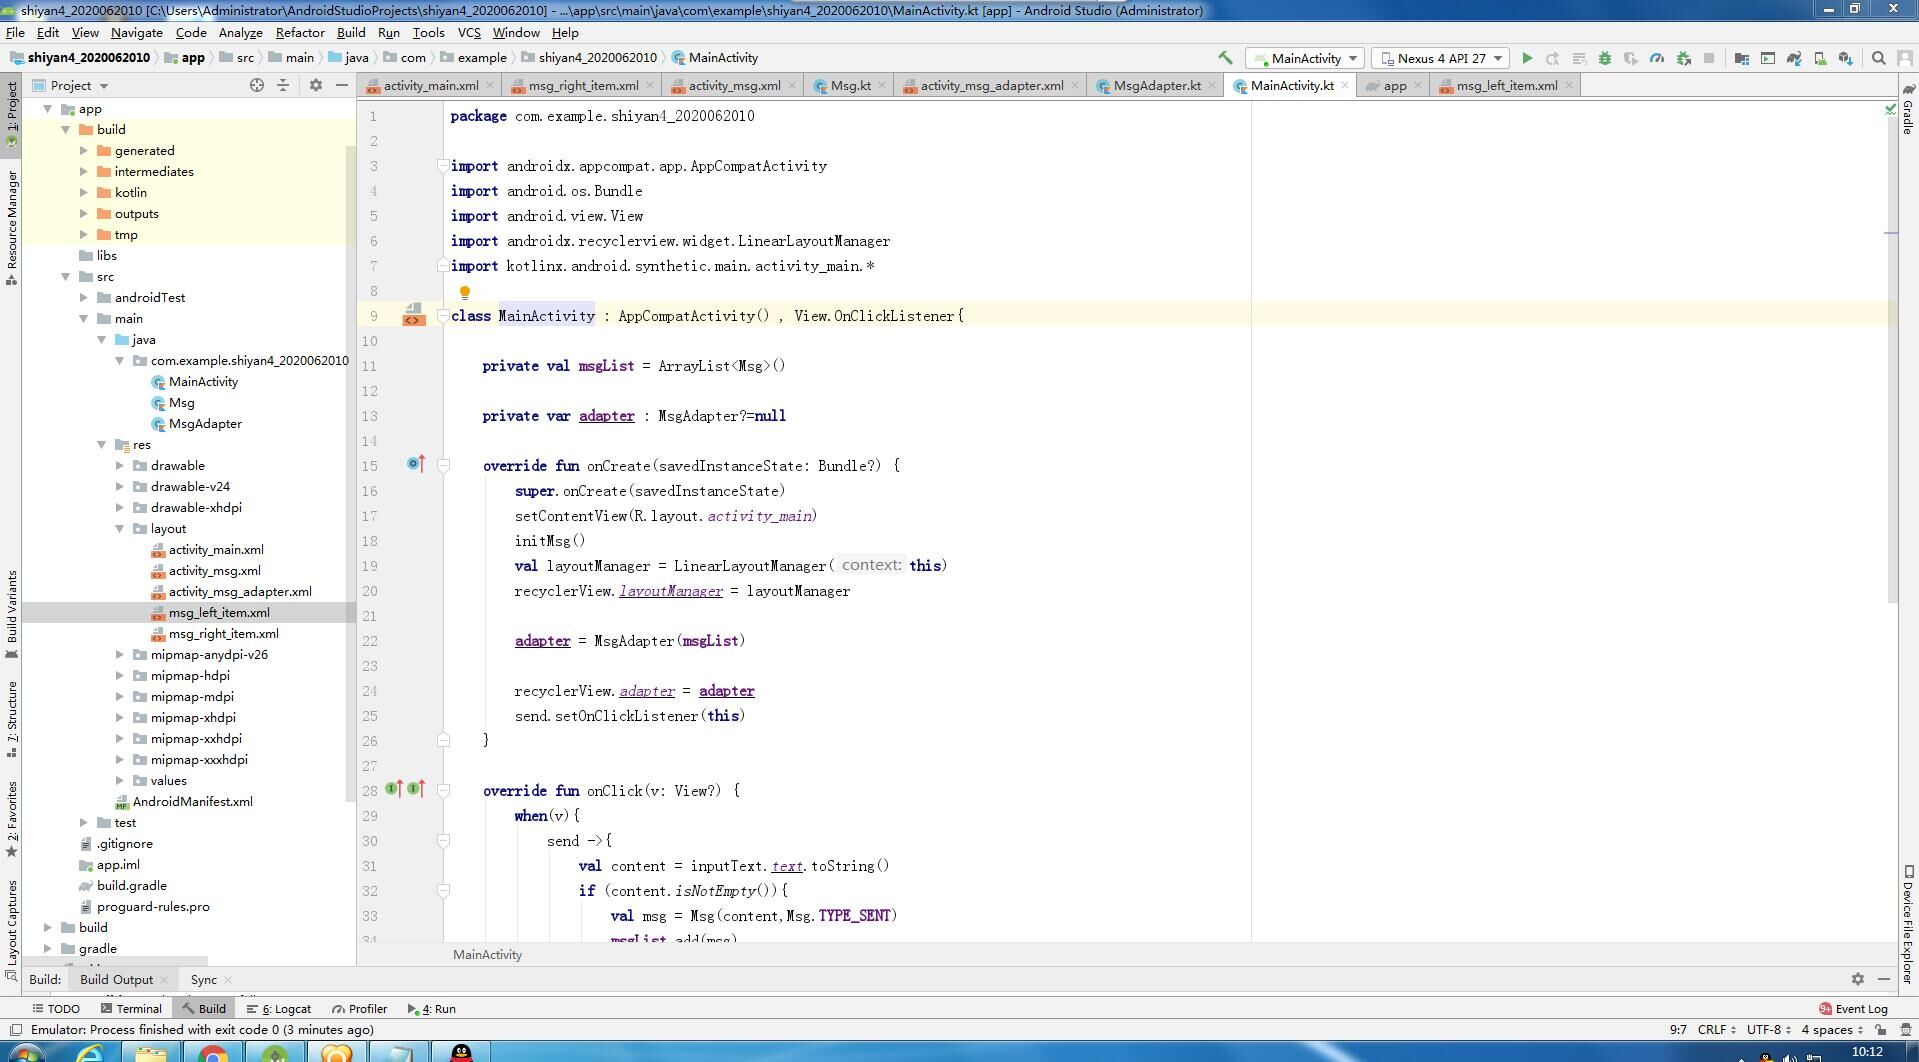 shiyan4_2020062010 [C:\Users\Administrator\AndroidStudioProjects\shiyan4_2020062010] - ...\app\src\main\java\com\example\shiyan4_2020062010\MainActivity.kt [app] - Android Studio (Administrator)
File Edit View Navigate Code Analyze Refactor Build Run Tools VCS Window Help
shiyan4_2020062010 app src main java com example shiyan4_2020062010 MainActivity MainActivity Nexus 4 API 27
Project activity_main.xml msg_right_item.xml activity_msg.xml Msg.kt activity_msg_adapter.xml MsgAdapter.kt MainActivity.kt app msg_left_item.xml
1: Project
Resource Manager
Build Variants
7: Structure
2: Favorites
Layout Captures
app
build
generated
intermediates
kotlin
outputs
tmp
libs
src
androidTest
main
java
com.example.shiyan4_2020062010
MainActivity
Msg
MsgAdapter
res
drawable
drawable-v24
drawable-xhdpi
layout
activity_main.xml
activity_msg.xml
activity_msg_adapter.xml
msg_left_item.xml
msg_right_item.xml
mipmap-anydpi-v26
mipmap-hdpi
mipmap-mdpi
mipmap-xhdpi
mipmap-xxhdpi
mipmap-xxxhdpi
values
AndroidManifest.xml
test
.gitignore
app.iml
build.gradle
proguard-rules.pro
build
gradle
1 package com.example.shiyan4_2020062010
2
3 import androidx.appcompat.app.AppCompatActivity
4 import android.os.Bundle
5 import android.view.View
6 import androidx.recyclerview.widget.LinearLayoutManager
7 import kotlinx.android.synthetic.main.activity_main.*
8
9 class MainActivity : AppCompatActivity() , View.OnClickListener{
10
11 private val msgList = ArrayList<Msg>()
12
13 private var adapter : MsgAdapter?=null
14
15 override fun onCreate(savedInstanceState: Bundle?) {
16 super.onCreate(savedInstanceState)
17 setContentView(R.layout.activity_main)
18 initMsg()
19 val layoutManager = LinearLayoutManager( context: this)
20 recyclerView.layoutManager = layoutManager
21
22 adapter = MsgAdapter(msgList)
23
24 recyclerView.adapter = adapter
25 send.setOnClickListener(this)
26 }
27
28 override fun onClick(v: View?) {
29 when(v){
30 send ->{
31 val content = inputText.text.toString()
32 if (content.isNotEmpty()){
33 val msg = Msg(content,Msg.TYPE_SENT)
34 msgList.add(msg)
MainActivity
Gradle
Device File Explorer
Build: Build Output Sync
TODO Terminal Build 6: Logcat Profiler 4: Run Event Log
Emulator: Process finished with exit code 0 (3 minutes ago) 9:7 CRLF UTF-8 4 spaces
10:12